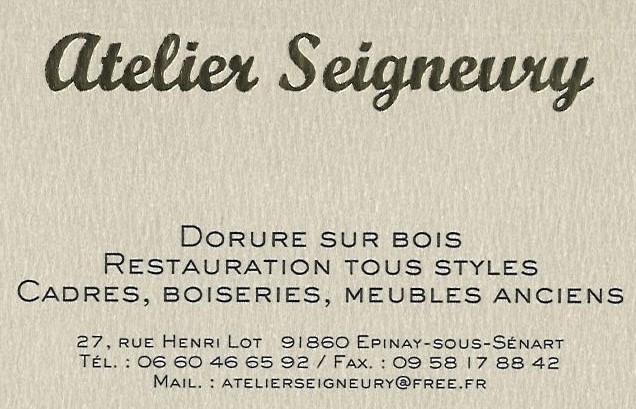 Atelier Seigneury
Dorure sur bois
Restauration tous styles
Cadres, boiseries, meubles anciens
27, rue Henri Lot 91860 Epinay-sous-Sénart
Tél. : 06 60 46 65 92 / Fax. : 09 58 17 88 42
Mail. : atelierseigneury@free.fr